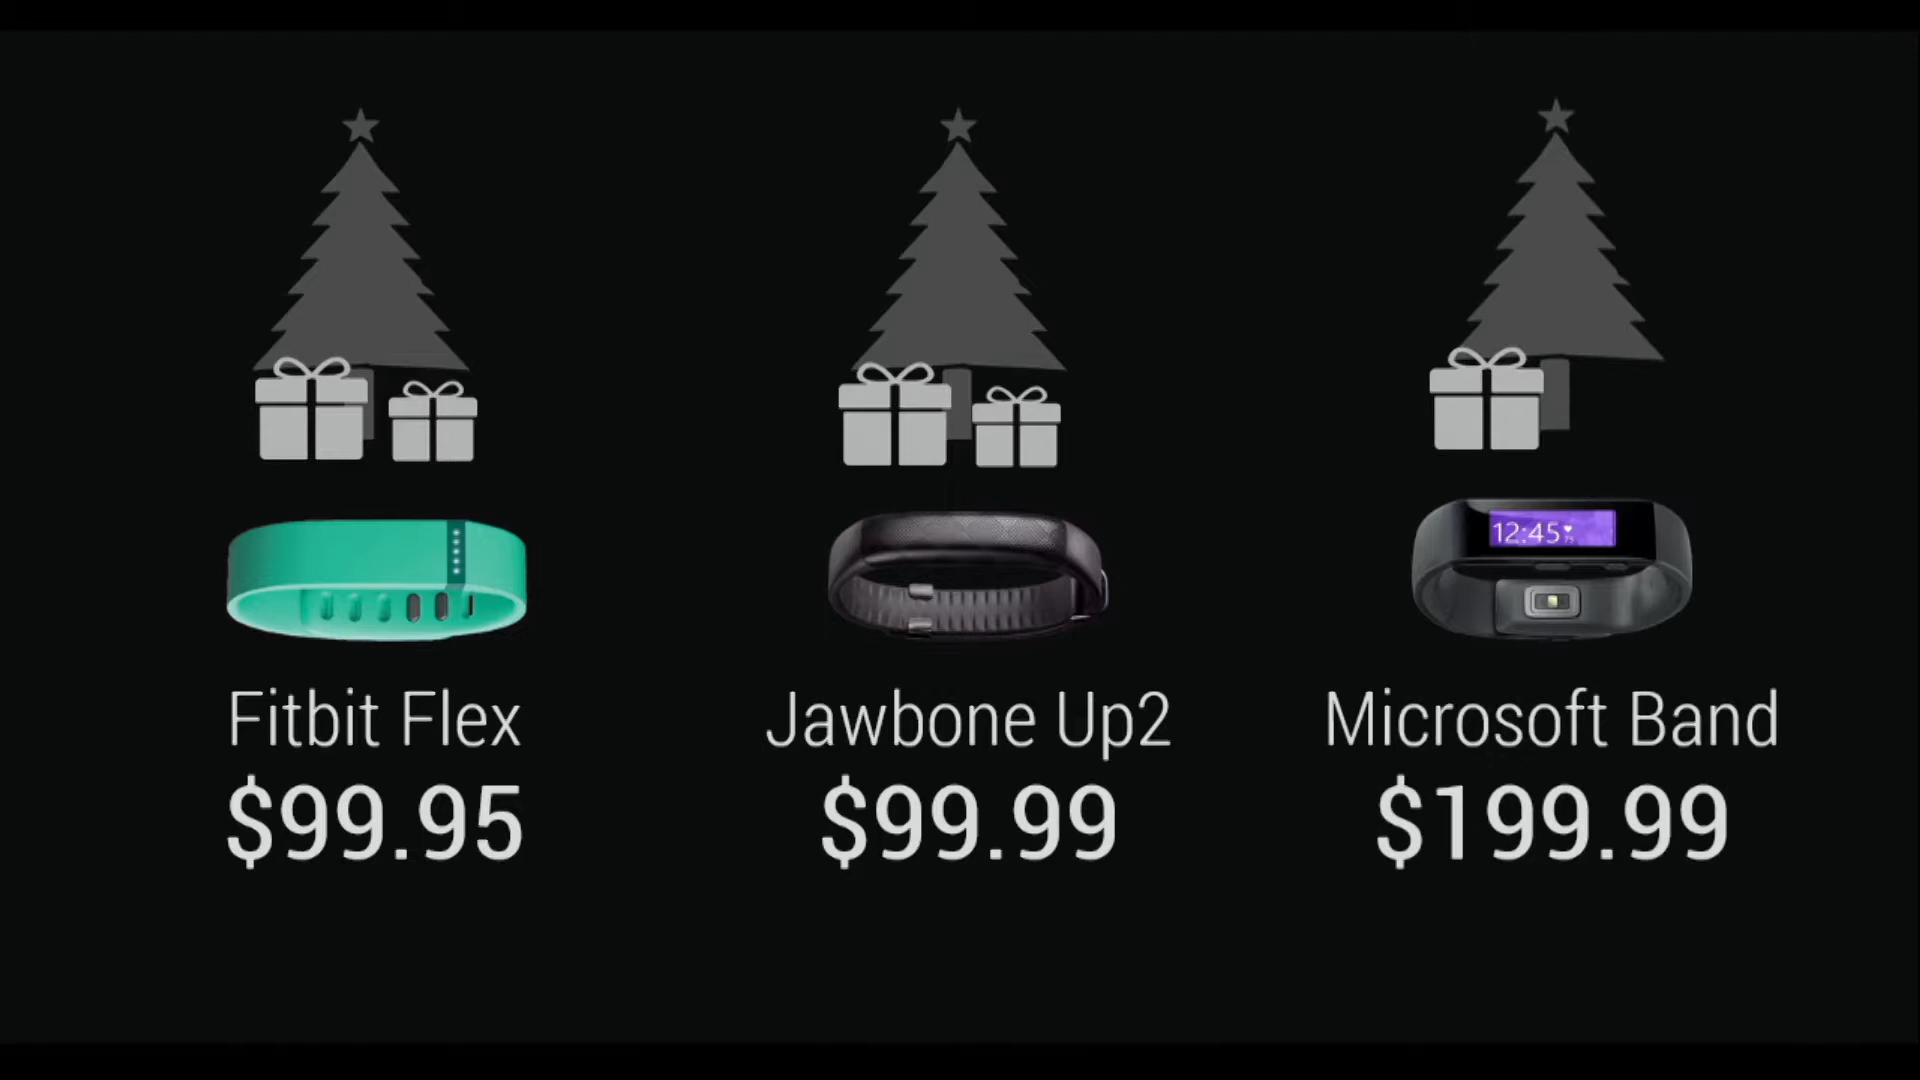 12:45
Fitbit Flex
Jawbone Up2
Microsoft Band
$99.95
$99.99
$199.99